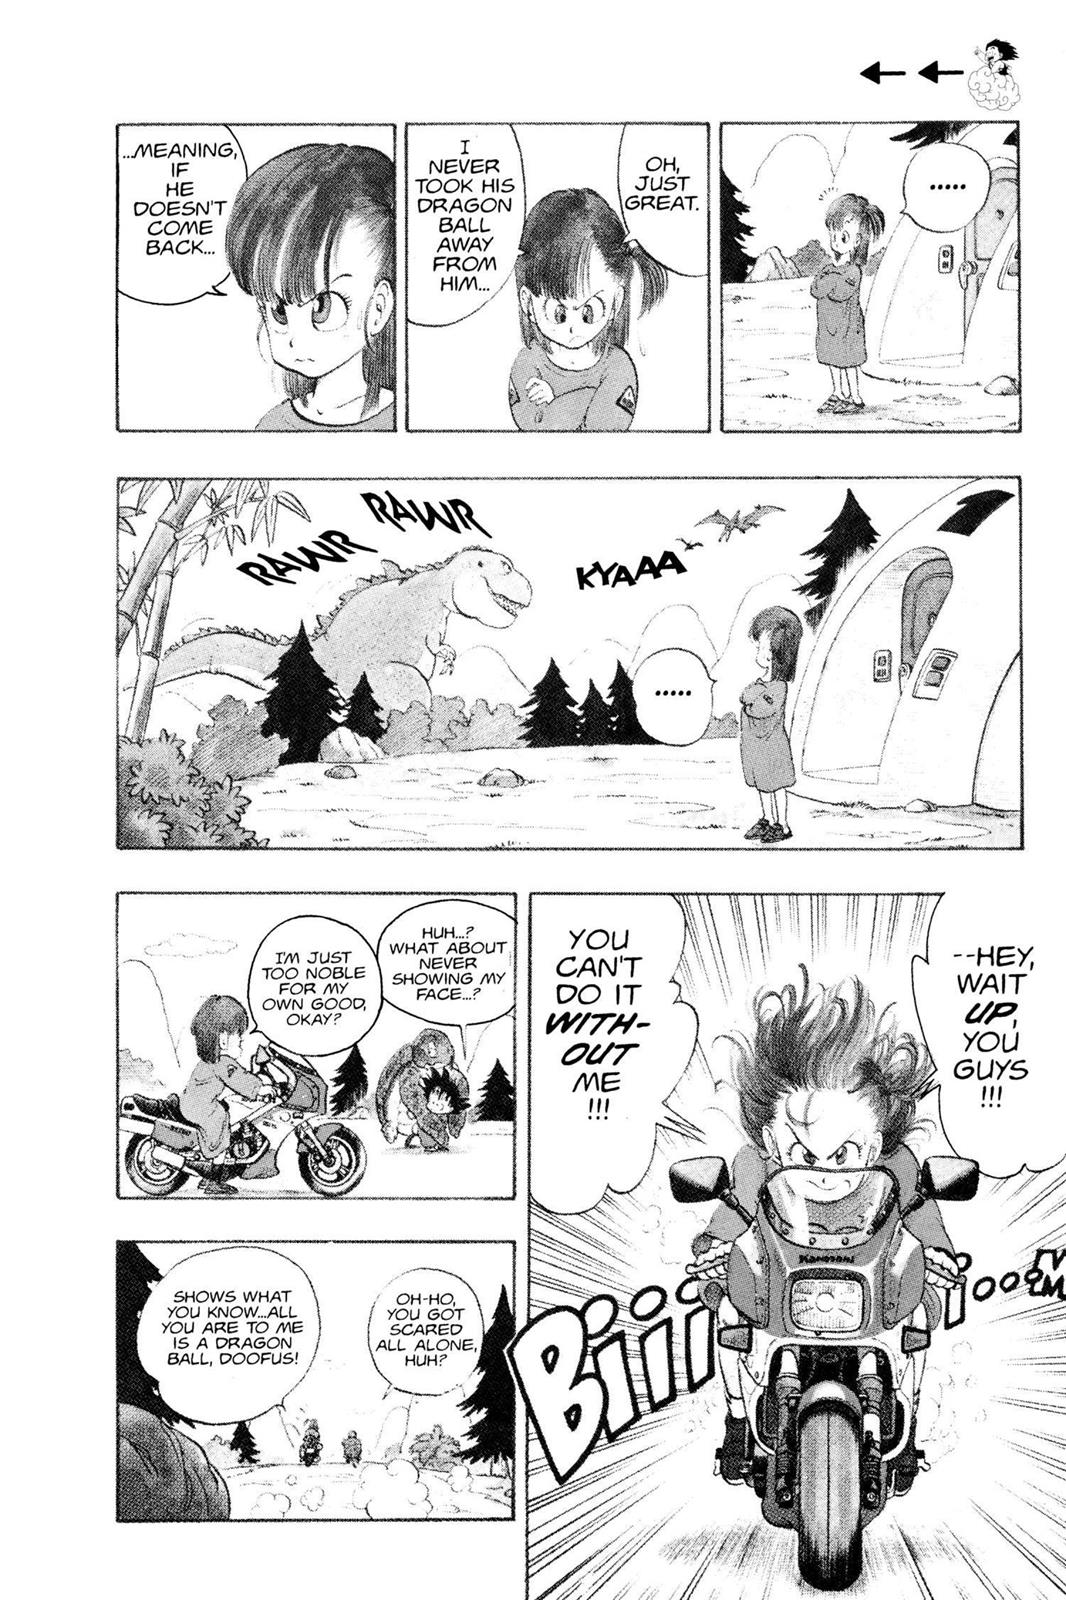 .....
OH,
JUST
GREAT.
I
NEVER
TOOK HIS
DRAGON
BALL
AWAY
FROM
HIM...
...MEANING,
IF
HE
DOESN'T
COME
BACK...
RAWR
RAWR
KYAAA
.....
--HEY,
WAIT
UP,
YOU
GUYS
!!!
YOU
CAN'T
DO IT
WITH-
OUT
ME
!!!
Kawasaki
Biiii
iooo
HUH...?
WHAT ABOUT
NEVER
SHOWING MY
FACE...?
I'M JUST
TOO NOBLE
FOR MY
OWN GOOD,
OKAY?
OH-HO,
YOU GOT
SCARED
ALL ALONE,
HUH?
SHOWS WHAT
YOU KNOW...ALL
YOU ARE TO ME
IS A DRAGON
BALL, DOOFUS!